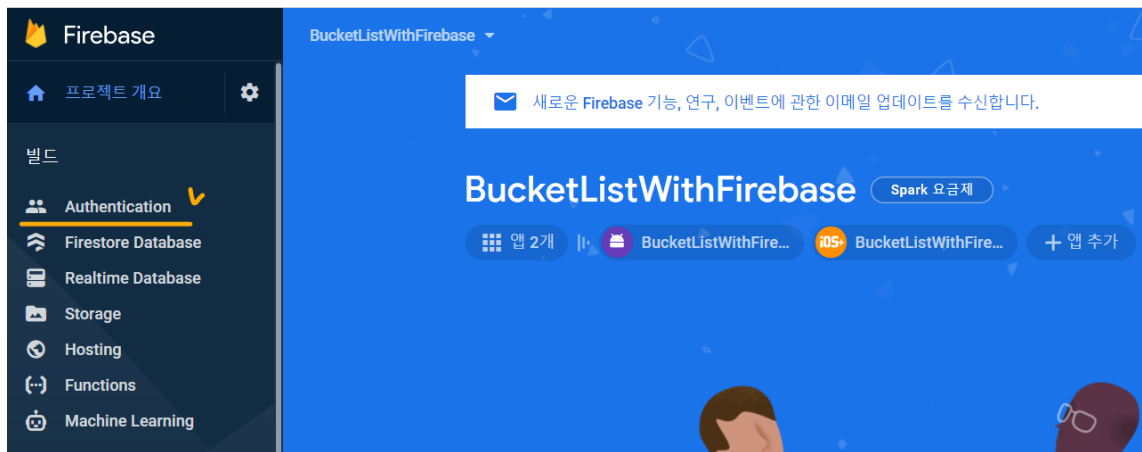 Firebase
프로젝트 개요
빌드
Authentication
Firestore Database
Realtime Database
Storage
Hosting
Functions
Machine Learning
BucketListWithFirebase
새로운 Firebase 기능, 연구, 이벤트에 관한 이메일 업데이트를 수신합니다.
BucketListWithFirebase Spark 요금제
앱 2개 BucketListWithFire... iOS+ BucketListWithFire... + 앱 추가